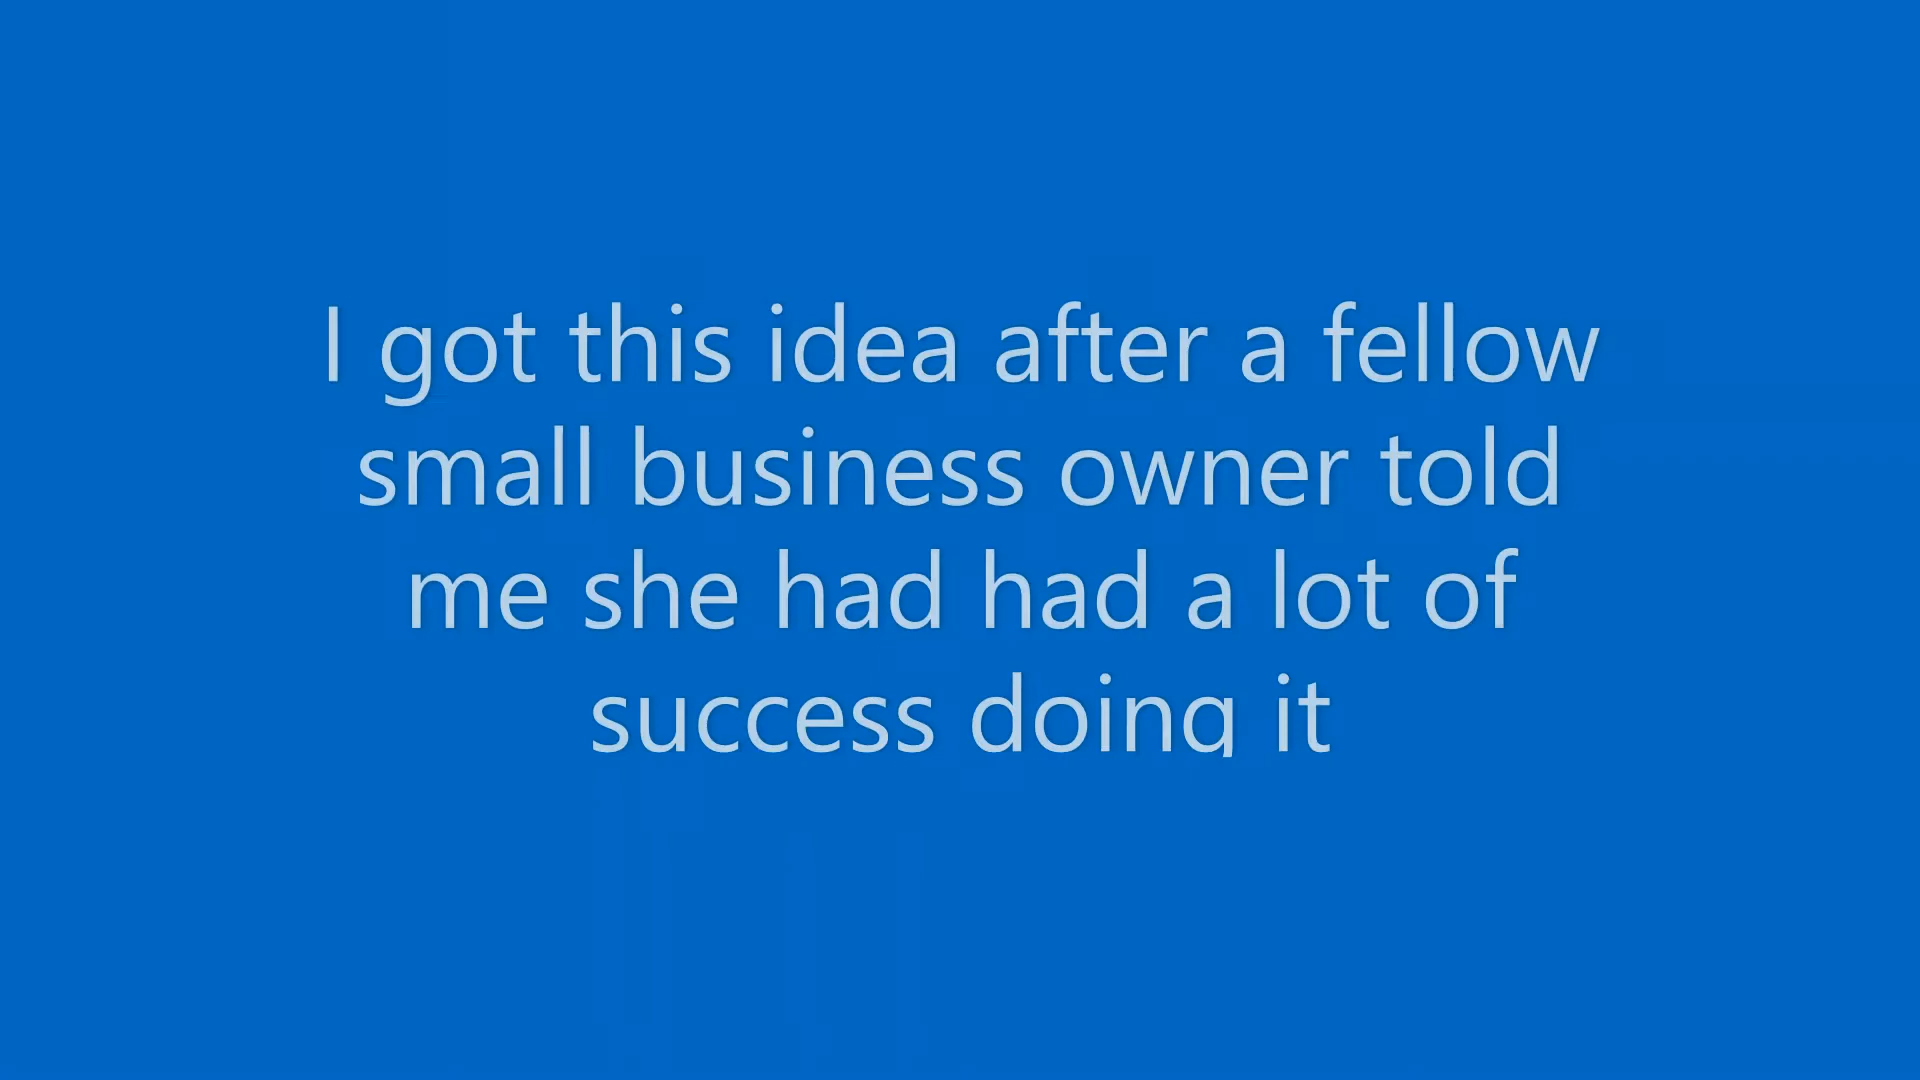 I got this idea after a fellow
small business owner told
me she had had a lot of
success doing it